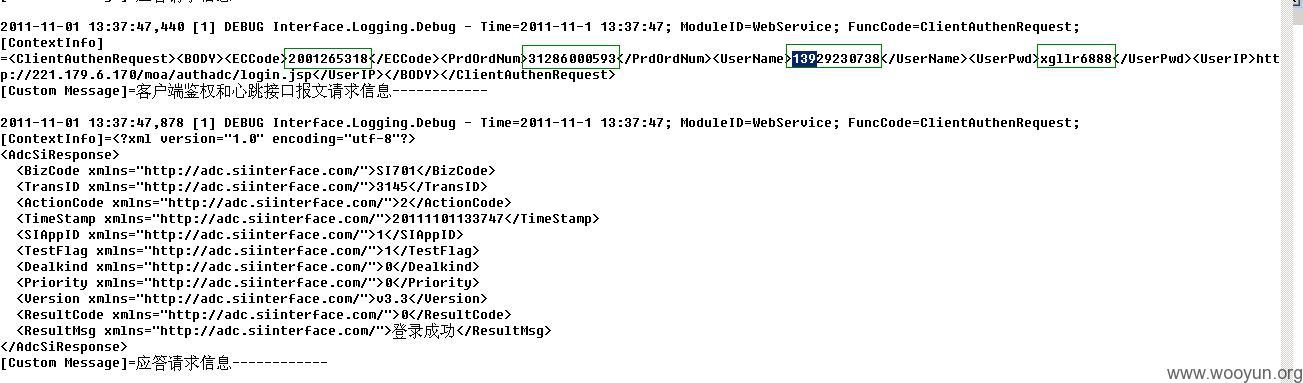 2011-11-01 13:37:47,440 [1] DEBUG Interface.Logging.Debug - Time=2011-11-1 13:37:47; ModuleID=WebService; FuncCode=ClientAuthenRequest;
[ContextInfo]
=<ClientAuthenRequest><BODY><ECCode>2001265318</ECCode><PrdOrdNum>31286000593</PrdOrdNum><UserName>13929230738</UserName><UserPwd>xgllr6888</UserPwd><UserIP>htt
p://221.179.6.170/moa/authadc/login.jsp</UserIP></BODY></ClientAuthenRequest>
[Custom Message]=客户端鉴权和心跳接口报文请求信息------------
2011-11-01 13:37:47,878 [1] DEBUG Interface.Logging.Debug - Time=2011-11-1 13:37:47; ModuleID=WebService; FuncCode=ClientAuthenRequest;
[ContextInfo]=<?xml version="1.0" encoding="utf-8"?>
<AdcSiResponse>
<BizCode xmlns="http://adc.siinterface.com/">SI701</BizCode>
<TransID xmlns="http://adc.siinterface.com/">3145</TransID>
<ActionCode xmlns="http://adc.siinterface.com/">2</ActionCode>
<TimeStamp xmlns="http://adc.siinterface.com/">20111101133747</TimeStamp>
<SIAppID xmlns="http://adc.siinterface.com/">1</SIAppID>
<TestFlag xmlns="http://adc.siinterface.com/">1</TestFlag>
<Dealkind xmlns="http://adc.siinterface.com/">0</Dealkind>
<Priority xmlns="http://adc.siinterface.com/">0</Priority>
<Version xmlns="http://adc.siinterface.com/">v3.3</Version>
<ResultCode xmlns="http://adc.siinterface.com/">0</ResultCode>
<ResultMsg xmlns="http://adc.siinterface.com/">登录成功</ResultMsg>
</AdcSiResponse>
[Custom Message]=应答请求信息------------
www.wooyun.org